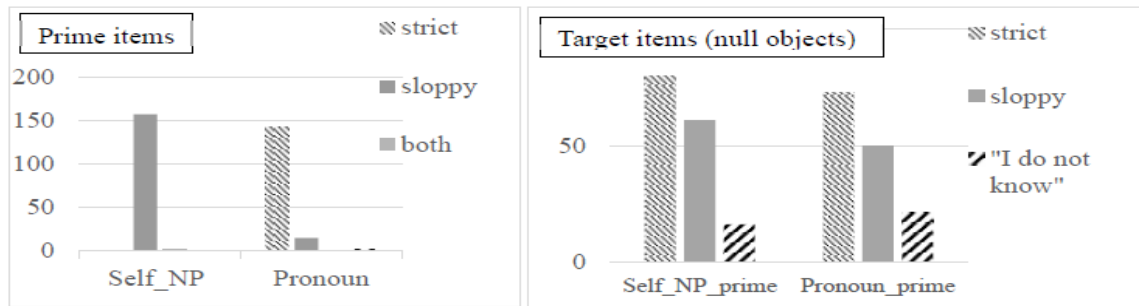 Prime items
strict
sloppy
both
200
150
100
50
0
Self_NP
Pronoun
Target items (null objects)
strict
sloppy
"I do not
know"
50
0
Self_NP_prime
Pronoun_prime